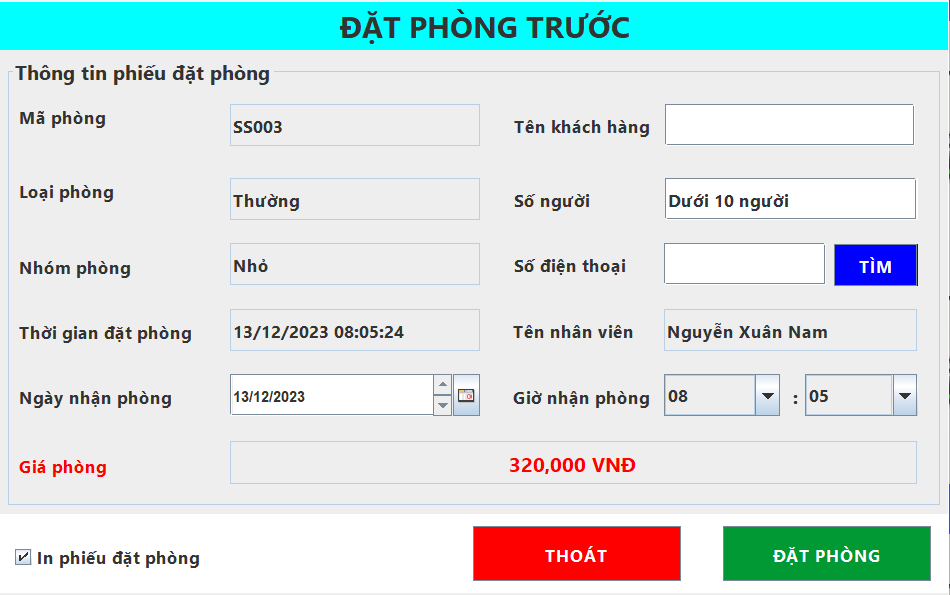 ĐẶT PHÒNG TRƯỚC
Thông tin phiếu đặt phòng
Mã phòng SS003 Tên khách hàng
Loại phòng Thường Số người Dưới 10 người
Nhóm phòng Nhỏ Số điện thoại TÌM
Thời gian đặt phòng 13/12/2023 08:05:24 Tên nhân viên Nguyễn Xuân Nam
Ngày nhận phòng 13/12/2023 Giờ nhận phòng 08 : 05
Giá phòng 320,000 VNĐ
In phiếu đặt phòng THOÁT ĐẶT PHÒNG